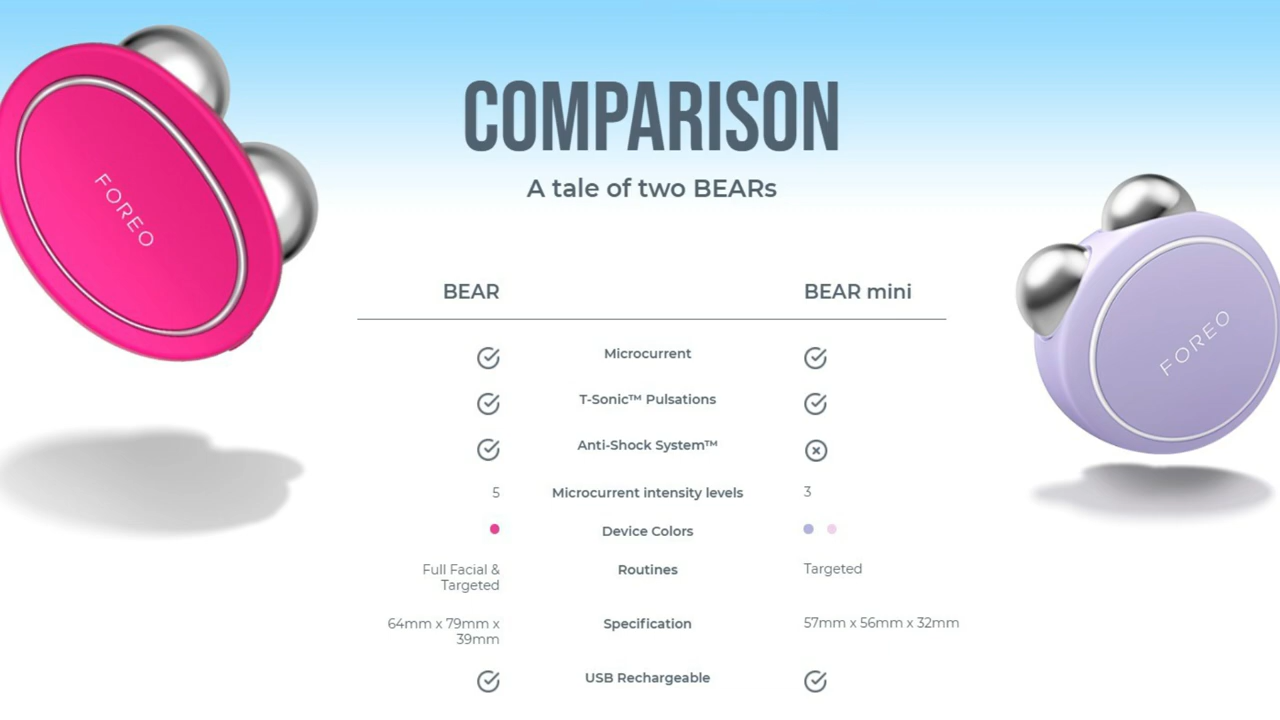 COMPARISON
A tale of two BEARs
FOREO
FOREO
BEAR
BEAR mini
Microcurrent
T-Sonic™ Pulsations
Anti-Shock System™
5
Microcurrent intensity levels
3
Device Colors
Full Facial &
Targeted
Routines
Targeted
64mm x 79mm x
39mm
Specification
57mm x 56mm x 32mm
USB Rechargeable